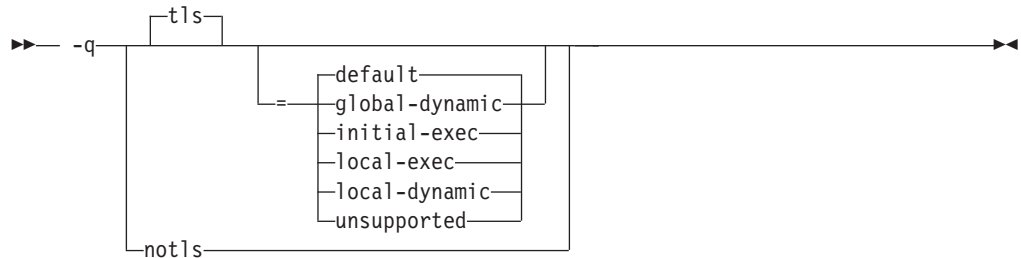 tls
-q
=
default
global-dynamic
initial-exec
local-exec
local-dynamic
unsupported
notls